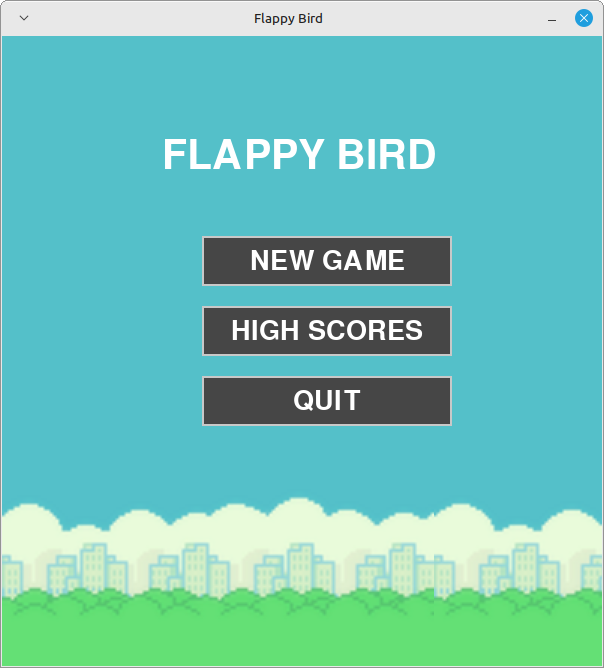 Flappy Bird
FLAPPY BIRD
NEW GAME
HIGH SCORES
QUIT